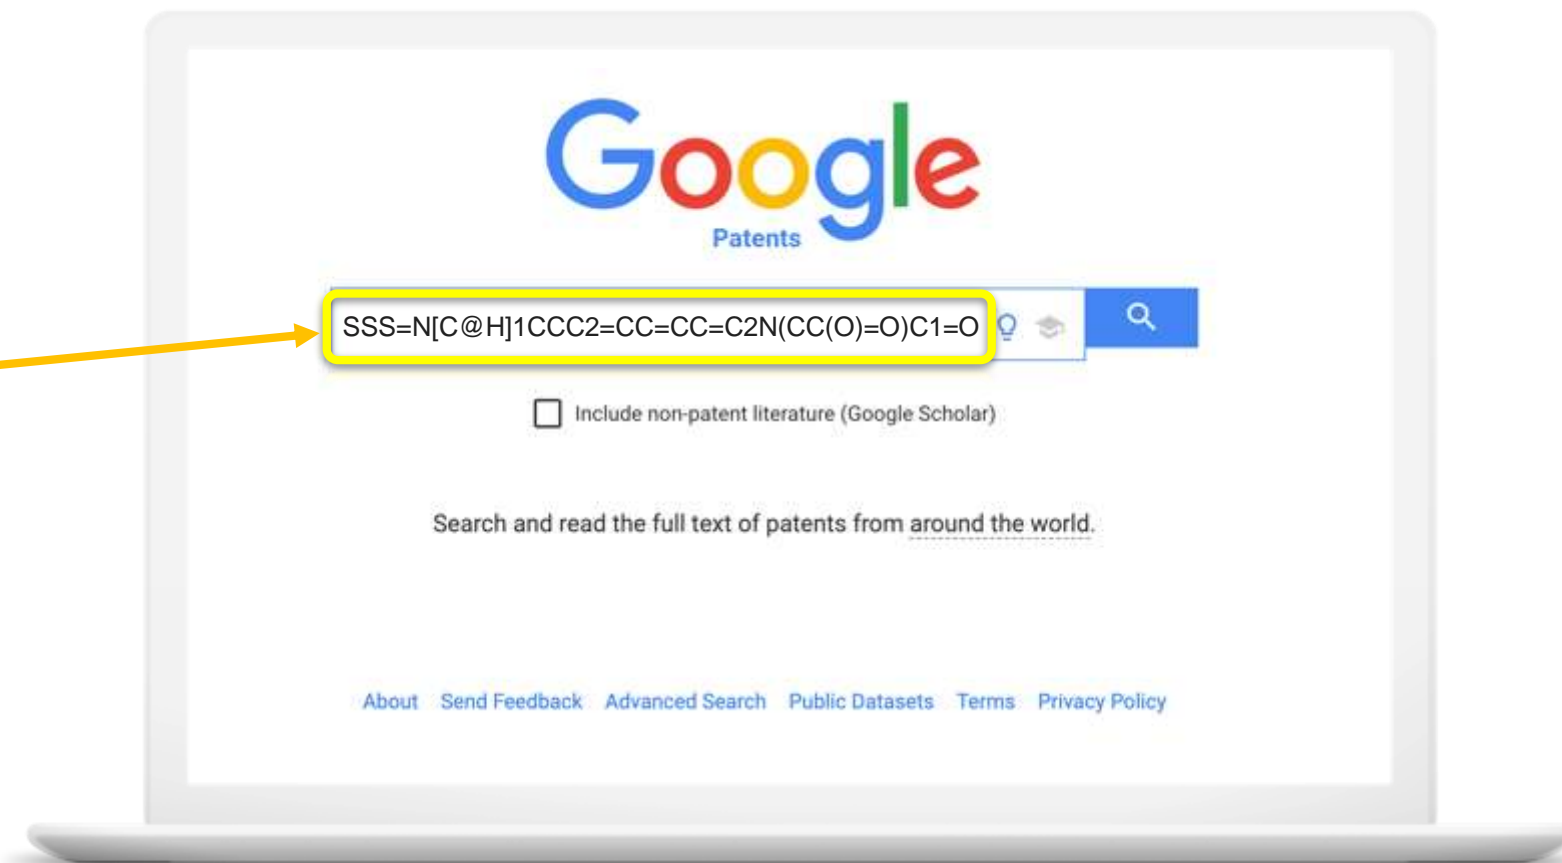 Google
Patents
SSS=N[C@H]1CCC2=CC=CC=C2N(CC(O)=O)C1=O
Include non-patent literature (Google Scholar)
Search and read the full text of patents from around the world.
About Send Feedback Advanced Search Public Datasets Terms Privacy Policy